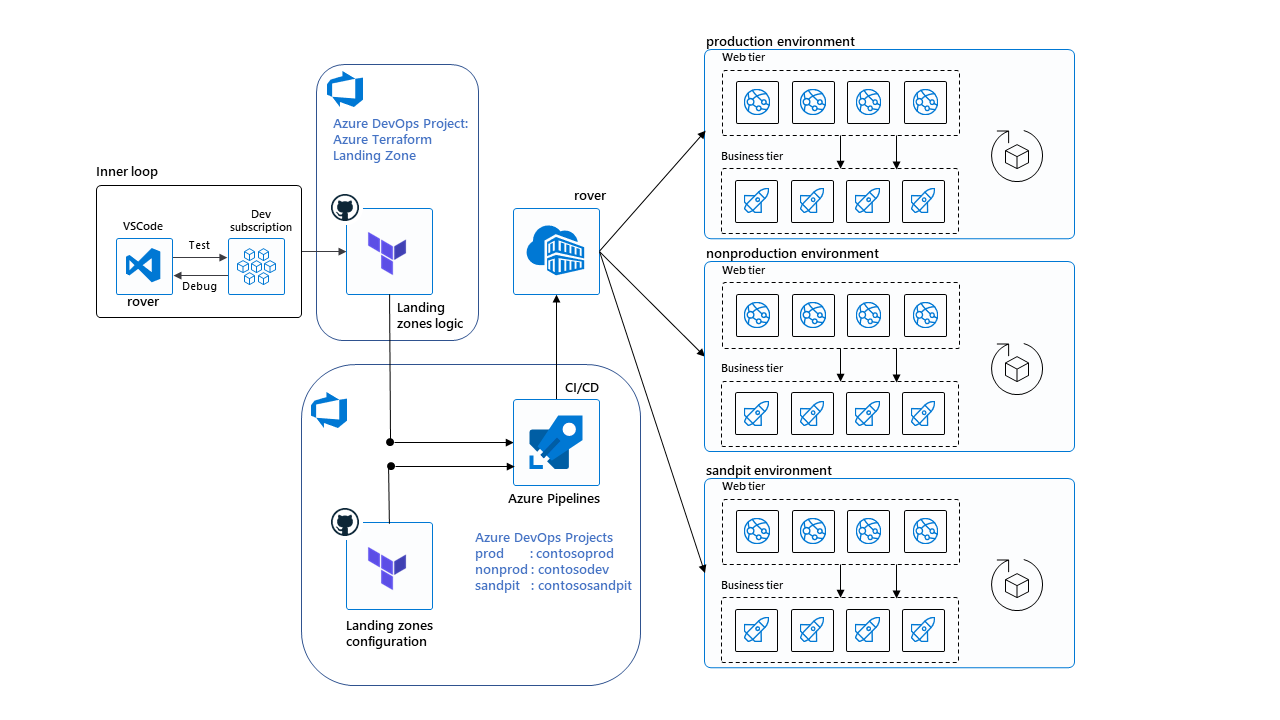 Inner loop
VSCode
Dev
subscription
Test
Debug
rover
Azure DevOps Project:
Azure Terraform
Landing Zone
Landing
zones logic
rover
CI/CD
Azure Pipelines
Azure DevOps Projects
prod : contosoprod
nonprod : contosodev
sandpit : contososandpit
Landing zones
configuration
production environment
Web tier
Business tier
nonproduction environment
Web tier
Business tier
sandpit environment
Web tier
Business tier